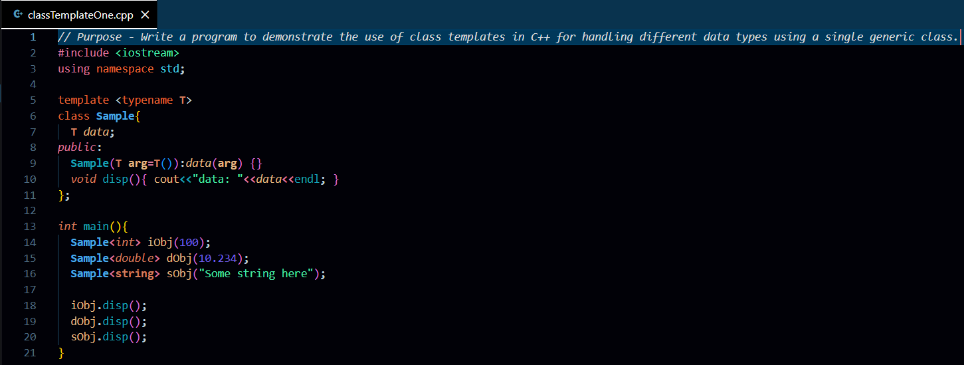 classTemplateOne.cpp
1 // Purpose - Write a program to demonstrate the use of class templates in C++ for handling different data types using a single generic class.
2 #include <iostream>
3 using namespace std;
4
5 template <typename T>
6 class Sample{
7 T data;
8 public:
9 Sample(T arg=T()):data(arg) {}
10 void disp(){ cout<<"data: "<<data<<endl; }
11 };
12
13 int main(){
14 Sample<int> iObj(100);
15 Sample<double> dObj(10.234);
16 Sample<string> sObj("Some string here");
17
18 iObj.disp();
19 dObj.disp();
20 sObj.disp();
21 }